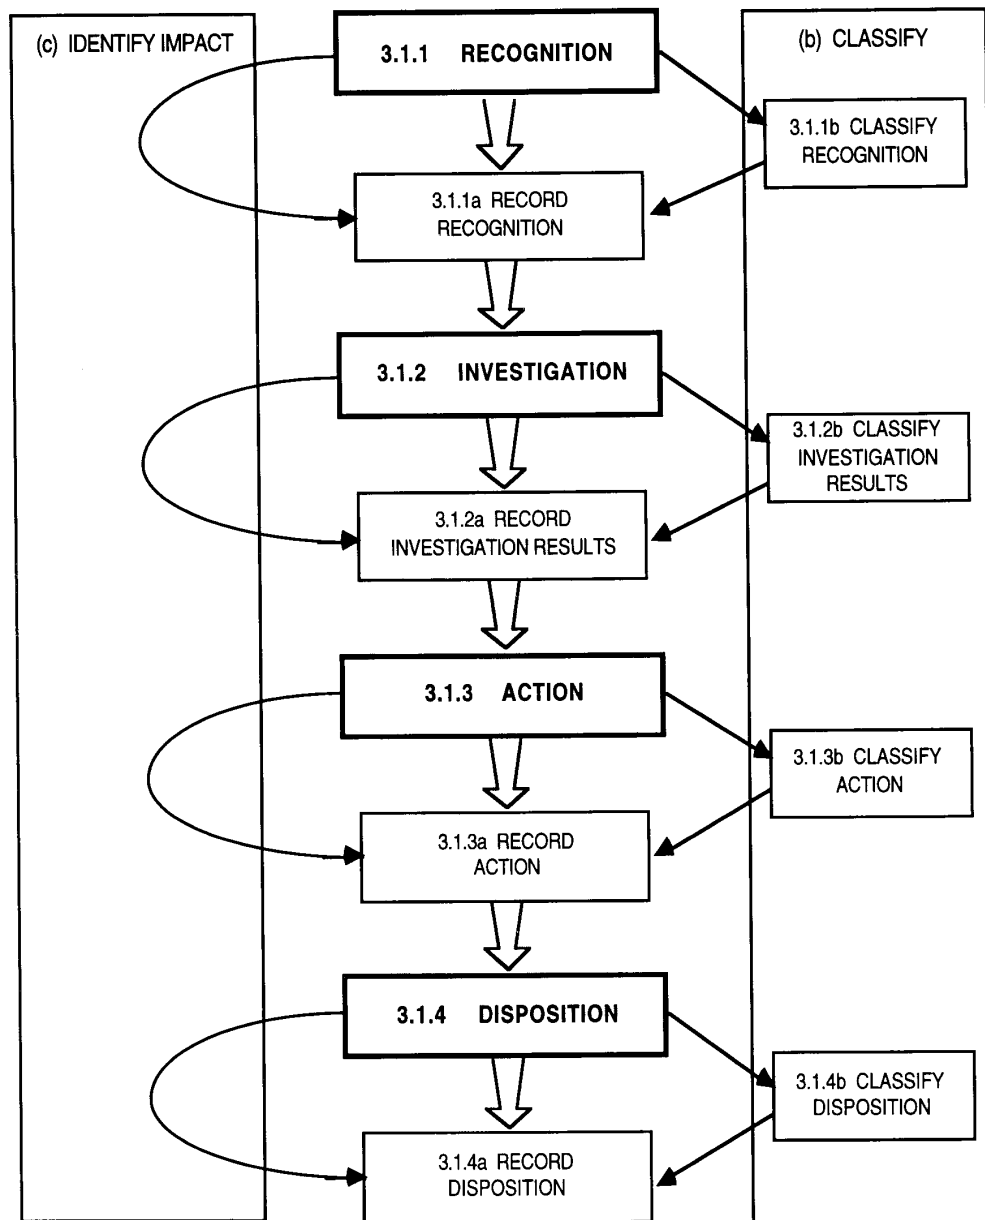 (c) IDENTIFY IMPACT
3.1.1 RECOGNITION
(b) CLASSIFY
3.1.1b CLASSIFY
RECOGNITION
3.1.1a RECORD
RECOGNITION
3.1.2 INVESTIGATION
3.1.2b CLASSIFY
INVESTIGATION
RESULTS
3.1.2a RECORD
INVESTIGATION RESULTS
3.1.3 ACTION
3.1.3b CLASSIFY
ACTION
3.1.3a RECORD
ACTION
3.1.4 DISPOSITION
3.1.4b CLASSIFY
DISPOSITION
3.1.4a RECORD
DISPOSITION